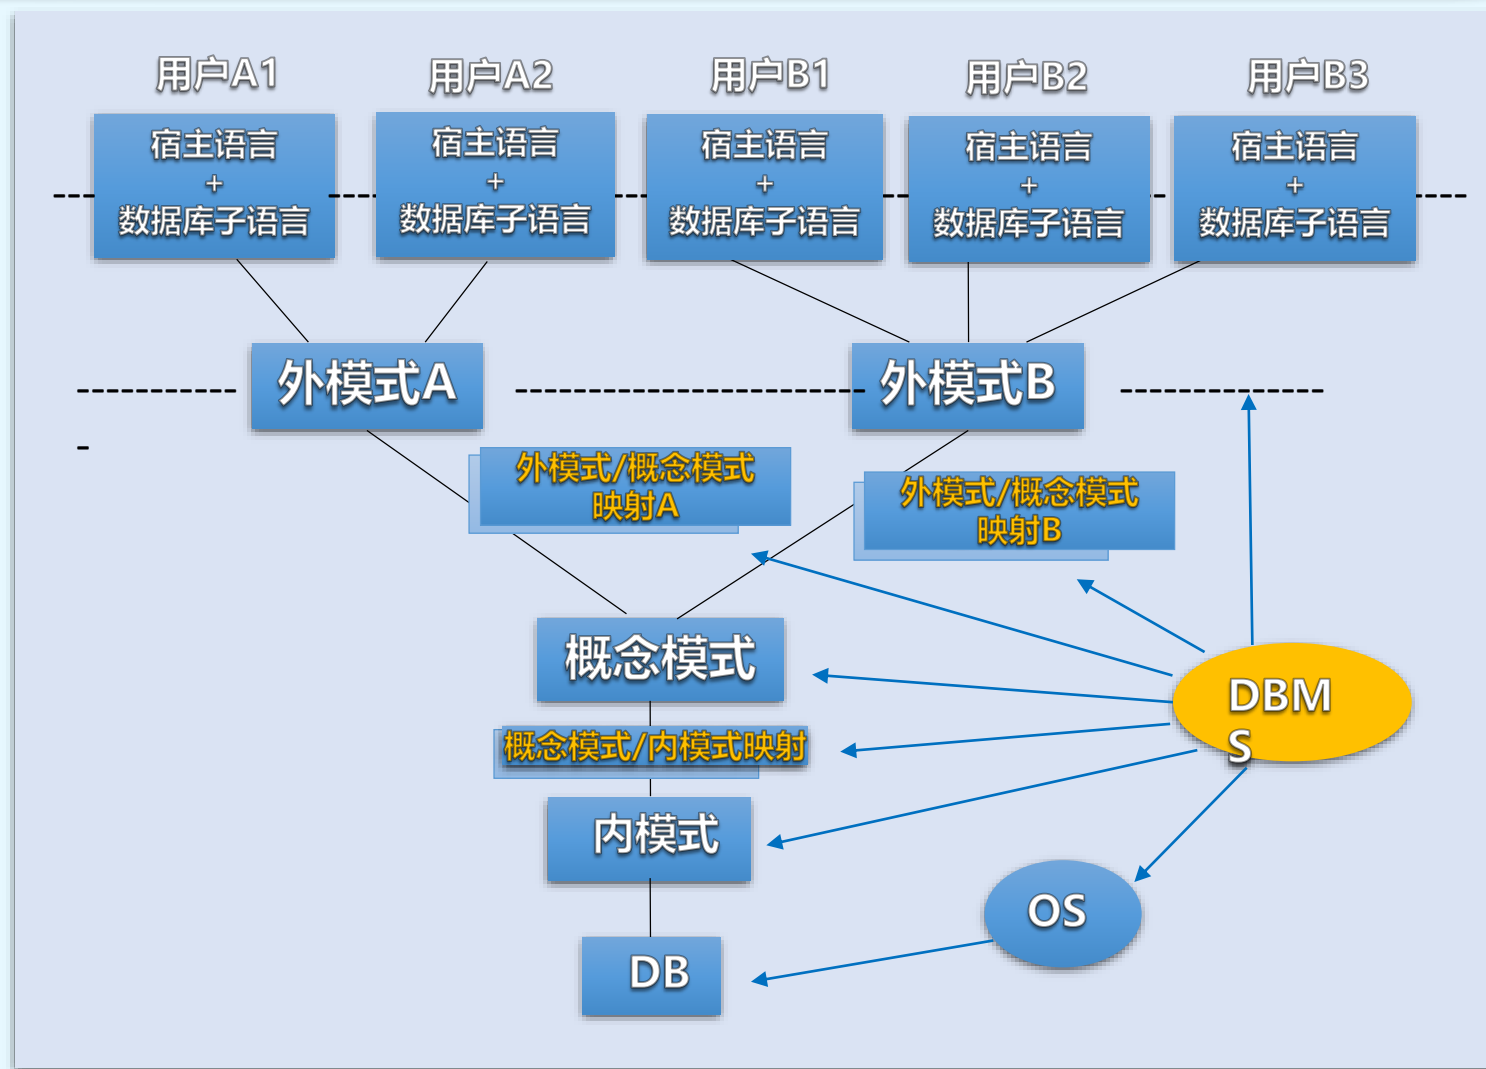 用户A1
用户A2
用户B1
用户B2
用户B3
宿主语言
+
数据库子语言
宿主语言
+
数据库子语言
宿主语言
+
数据库子语言
宿主语言
+
数据库子语言
宿主语言
+
数据库子语言
外模式A
外模式B
外模式/概念模式
映射A
外模式/概念模式
映射B
概念模式
DBM
S
概念模式/内模式映射
内模式
OS
DB